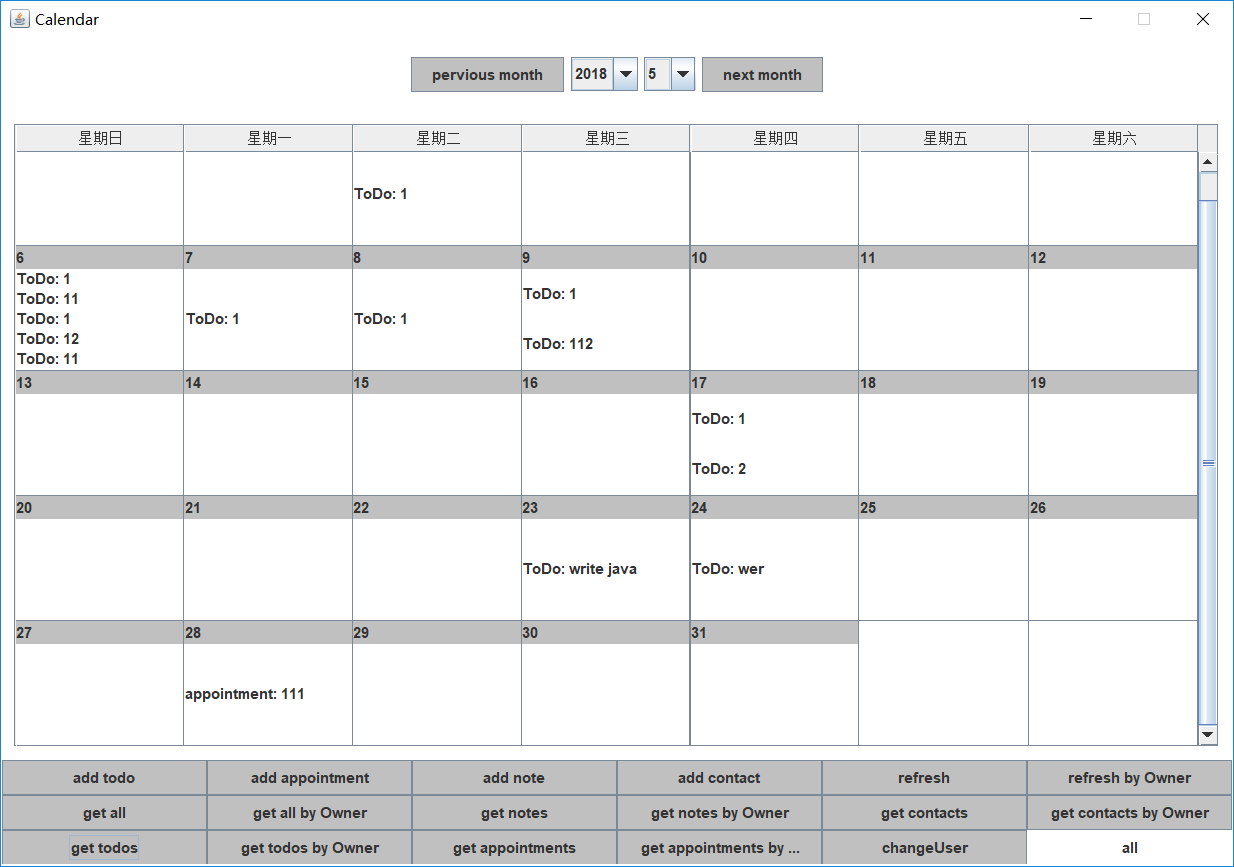 Calendar
pervious month 2018 5 next month
星期日 星期一 星期二 星期三 星期四 星期五 星期六
ToDo: 1
6 7 8 9 10 11 12
ToDo: 1
ToDo: 11
ToDo: 1
ToDo: 12
ToDo: 11
ToDo: 1
ToDo: 1
ToDo: 1
ToDo: 112
13 14 15 16 17 18 19
ToDo: 1
ToDo: 2
20 21 22 23 24 25 26
ToDo: write java
ToDo: wer
27 28 29 30 31
appointment: 111
add todo add appointment add note add contact refresh refresh by Owner
get all get all by Owner get notes get notes by Owner get contacts get contacts by Owner
get todos get todos by Owner get appointments get appointments by ... changeUser all